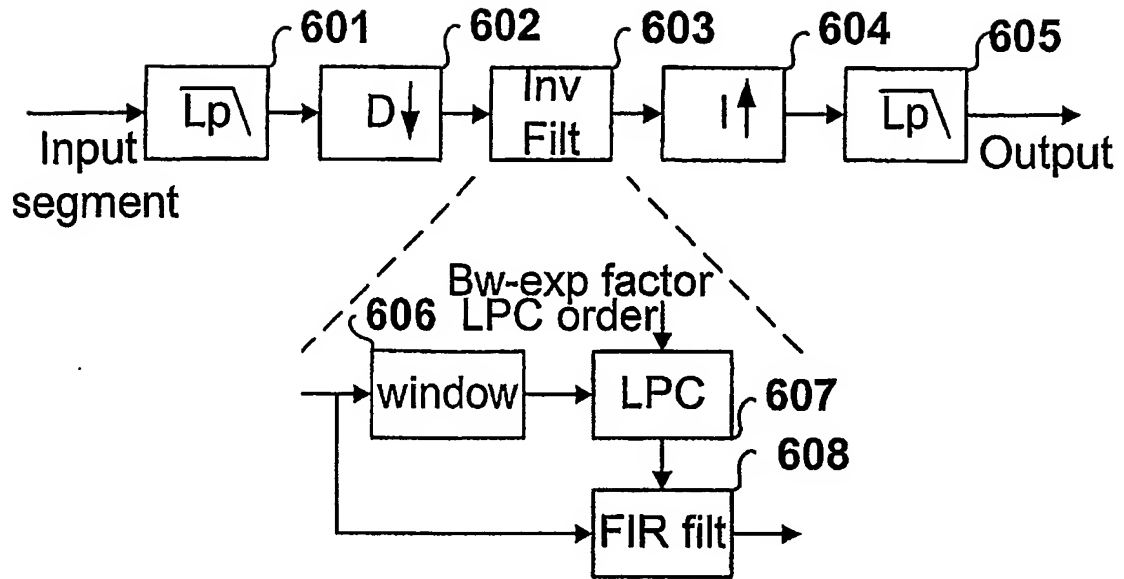 601 602 603 604 605
Lp D Inv I Lp
Filt
Input Output
segment
Bw-exp factor
606 LPC order
window LPC 607
608
FIR filt